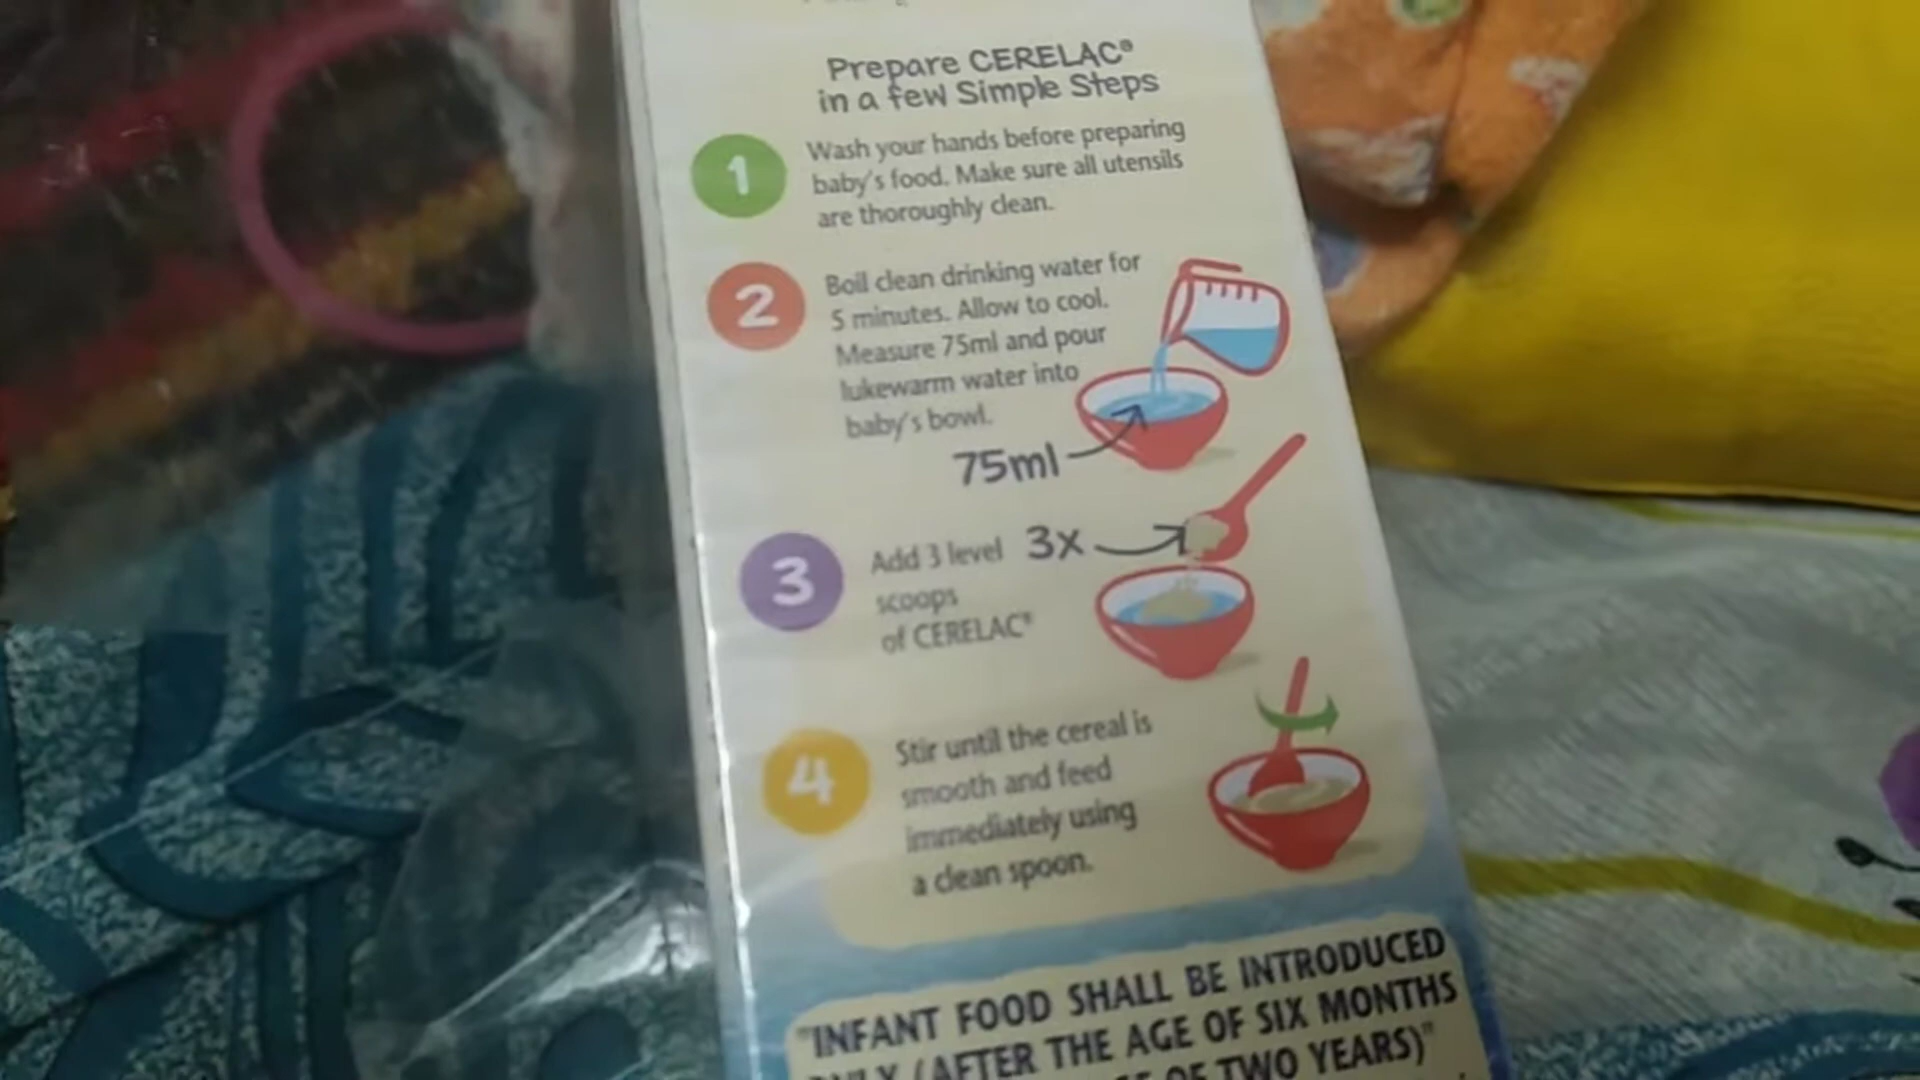 Prepare CERELAC®
in a few Simple Steps
1
Wash your hands before preparing
baby's food. Make sure all utensils
are thoroughly clean.
2
Boil clean drinking water for
5 minutes. Allow to cool.
Measure 75ml and pour
lukewarm water into
baby's bowl.
75ml
3
Add 3 level 3x
scoops
of CERELAC®
4
Stir until the cereal is
smooth and feed
immediately using
a clean spoon.
"INFANT FOOD SHALL BE INTRODUCED
(AFTER THE AGE OF SIX MONTHS
OF TWO YEARS)"